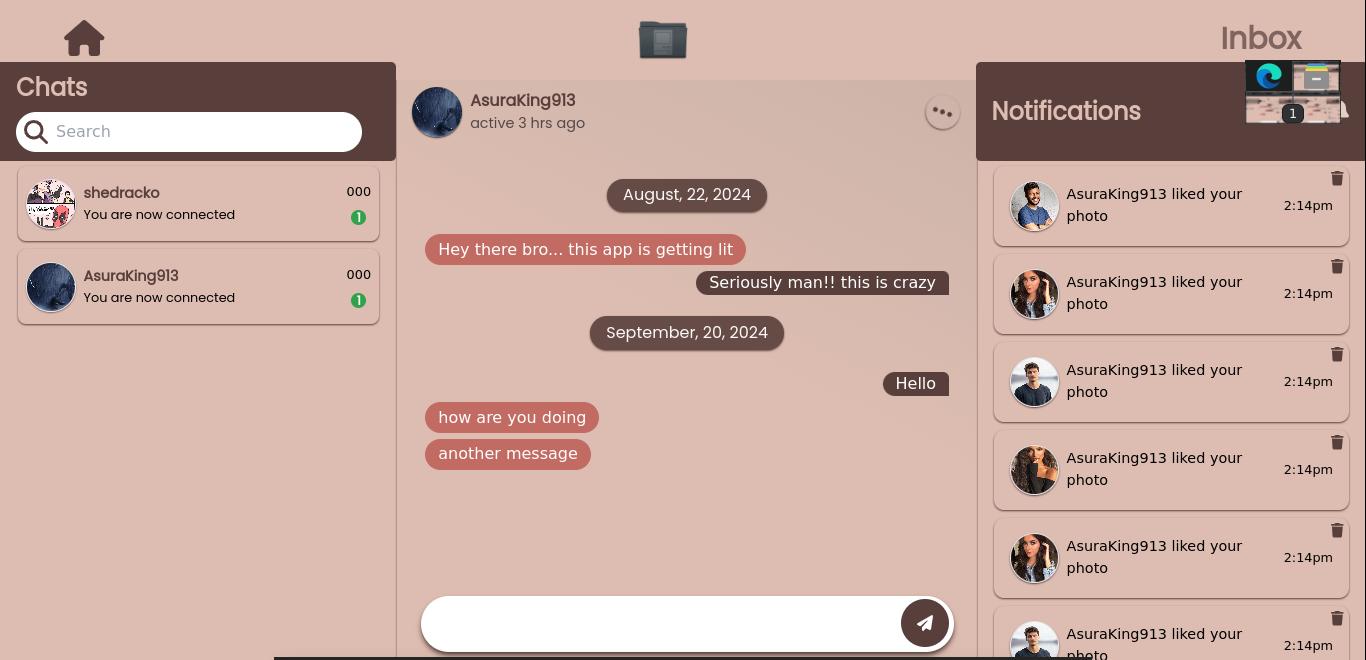 Inbox
Chats
Search
shedracko
000
You are now connected
1
AsuraKing913
000
You are now connected
1
AsuraKing913
active 3 hrs ago
August, 22, 2024
Hey there bro... this app is getting lit
Seriously man!! this is crazy
September, 20, 2024
Hello
how are you doing
another message
Notifications
1
AsuraKing913 liked your
photo
2:14pm
AsuraKing913 liked your
photo
2:14pm
AsuraKing913 liked your
photo
2:14pm
AsuraKing913 liked your
photo
2:14pm
AsuraKing913 liked your
photo
2:14pm
AsuraKing913 liked your
photo
2:14pm